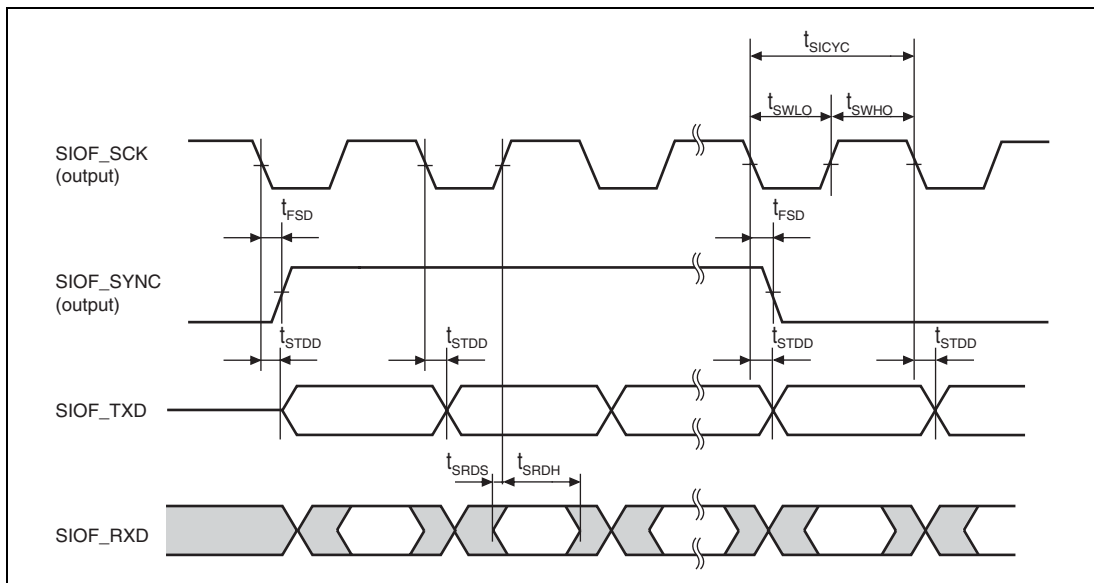 tSICYC
tSWLO tSWHO
SIOF_SCK
(output)
tFSD tFSD
SIOF_SYNC
(output)
tSTDD tSTDD tSTDD tSTDD
SIOF_TXD
tSRDS tSRDH
SIOF_RXD